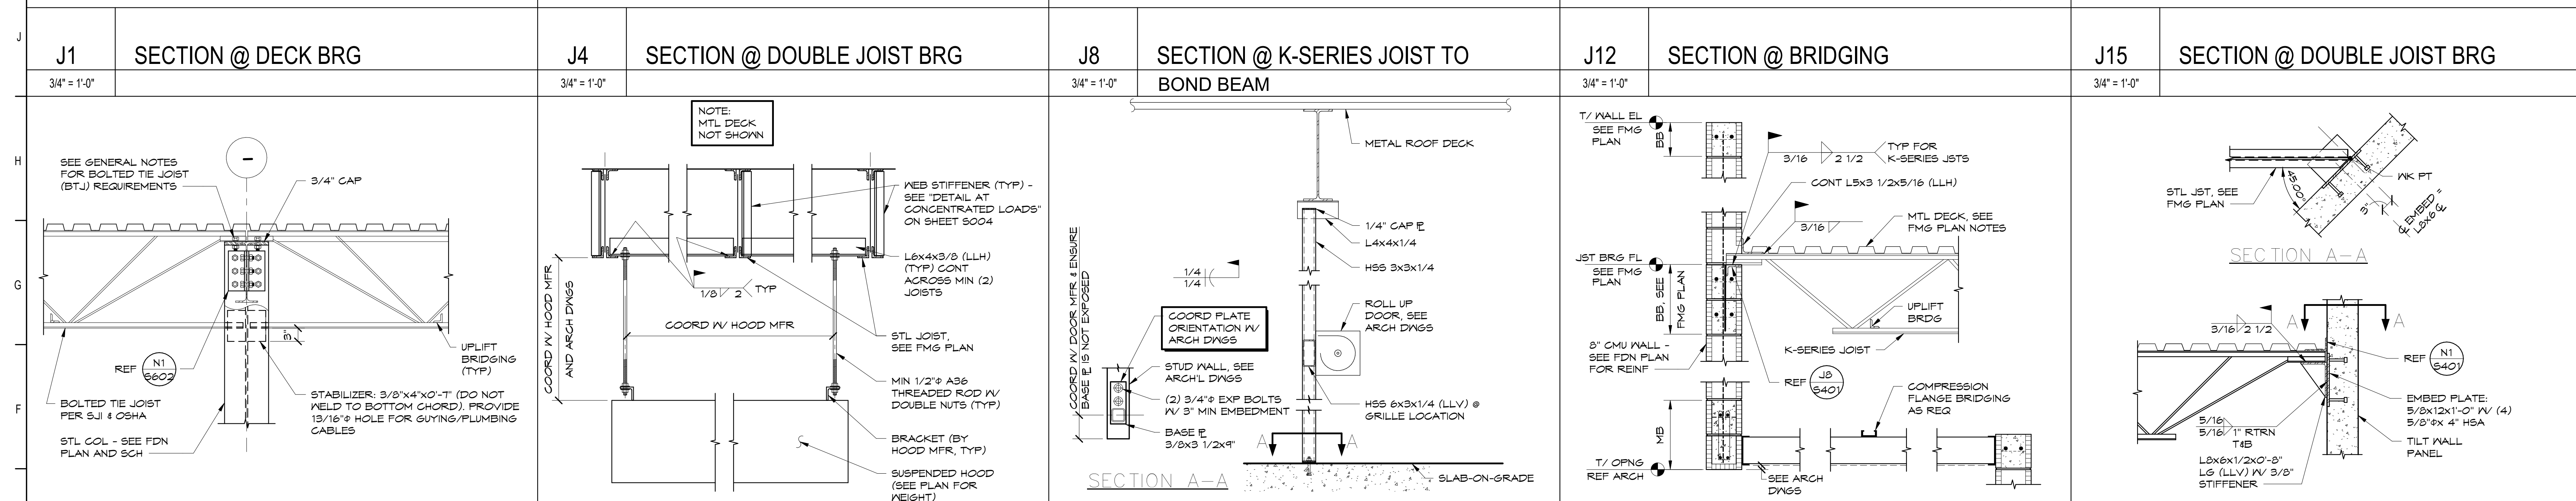 J
H
G
F
J1
SECTION @ DECK BRG
3/4" = 1'-0"
SEE GENERAL NOTES
FOR BOLTED TIE JOIST
(BTJ) REQUIREMENTS
3/4" CAP
3"
REF
N1
S602
UPLIFT
BRIDGING
(TYP)
BOLTED TIE JOIST
PER SJI & OSHA
STABILIZER: 3/8"x4"x0'-7" (DO NOT
WELD TO BOTTOM CHORD). PROVIDE
13/16"Φ HOLE FOR GUYING/PLUMBING
CABLES
STL COL - SEE FDN
PLAN AND SCH
J4
SECTION @ DOUBLE JOIST BRG
3/4" = 1'-0"
NOTE:
MTL DECK
NOT SHOWN
WEB STIFFENER (TYP) -
SEE "DETAIL AT
CONCENTRATED LOADS"
ON SHEET S004
L6x4x3/8 (LLH)
(TYP) CONT
ACROSS MIN (2)
JOISTS
1/8 2 TYP
COORD W/ HOOD MFR
AND ARCH DWGS
COORD W/ HOOD MFR
STL JOIST,
SEE FMG PLAN
MIN 1/2"Φ A36
THREADED ROD W/
DOUBLE NUTS (TYP)
BRACKET (BY
HOOD MFR, TYP)
SUSPENDED HOOD
(SEE PLAN FOR
WEIGHT)
J8
SECTION @ K-SERIES JOIST TO
BOND BEAM
3/4" = 1'-0"
METAL ROOF DECK
1/4" CAP PL
L4x4x1/4
HSS 3x3x1/4
1/4
1/4
COORD W/ DOOR MFR & ENSURE
BASE PL IS NOT EXPOSED
COORD PLATE
ORIENTATION W/
ARCH DWGS
ROLL UP
DOOR, SEE
ARCH DWGS
STUD WALL, SEE
ARCH'L DWGS
(2) 3/4"Φ EXP BOLTS
W/ 3" MIN EMBEDMENT
BASE PL
3/8x3 1/2x9"
HSS 6x3x1/4 (LLV) @
GRILLE LOCATION
A A
SECTION A-A
SLAB-ON-GRADE
J12
SECTION @ BRIDGING
3/4" = 1'-0"
T/ WALL EL
SEE FMG
PLAN
BB
3/16 2 1/2
TYP FOR
K-SERIES JSTS
CONT L5x3 1/2x5/16 (LLH)
3/16
MTL DECK, SEE
FMG PLAN NOTES
JST BRG FL
SEE FMG
PLAN
BB, SEE
FMG PLAN
UPLIFT
BRDG
8" CMU WALL -
SEE FDN PLAN
FOR REINF
K-SERIES JOIST
REF
J8
S401
COMPRESSION
FLANGE BRIDGING
AS REQ
MB
T/ OPNG
REF ARCH
SEE ARCH
DWGS
J15
SECTION @ DOUBLE JOIST BRG
3/4" = 1'-0"
STL JST, SEE
FMG PLAN
45.00°
WK PT
3"
℄ EMBED =
L8x6 ℄
SECTION A-A
3/16 2 1/2
A A
REF
N1
S401
EMBED PLATE:
5/8x12x1'-0" W/ (4)
5/8"Φx 4" HSA
5/16
5/16 1" RTRN
T&B
TILT WALL
PANEL
L8x6x1/2x0'-8"
LG (LLV) W/ 3/8"
STIFFENER